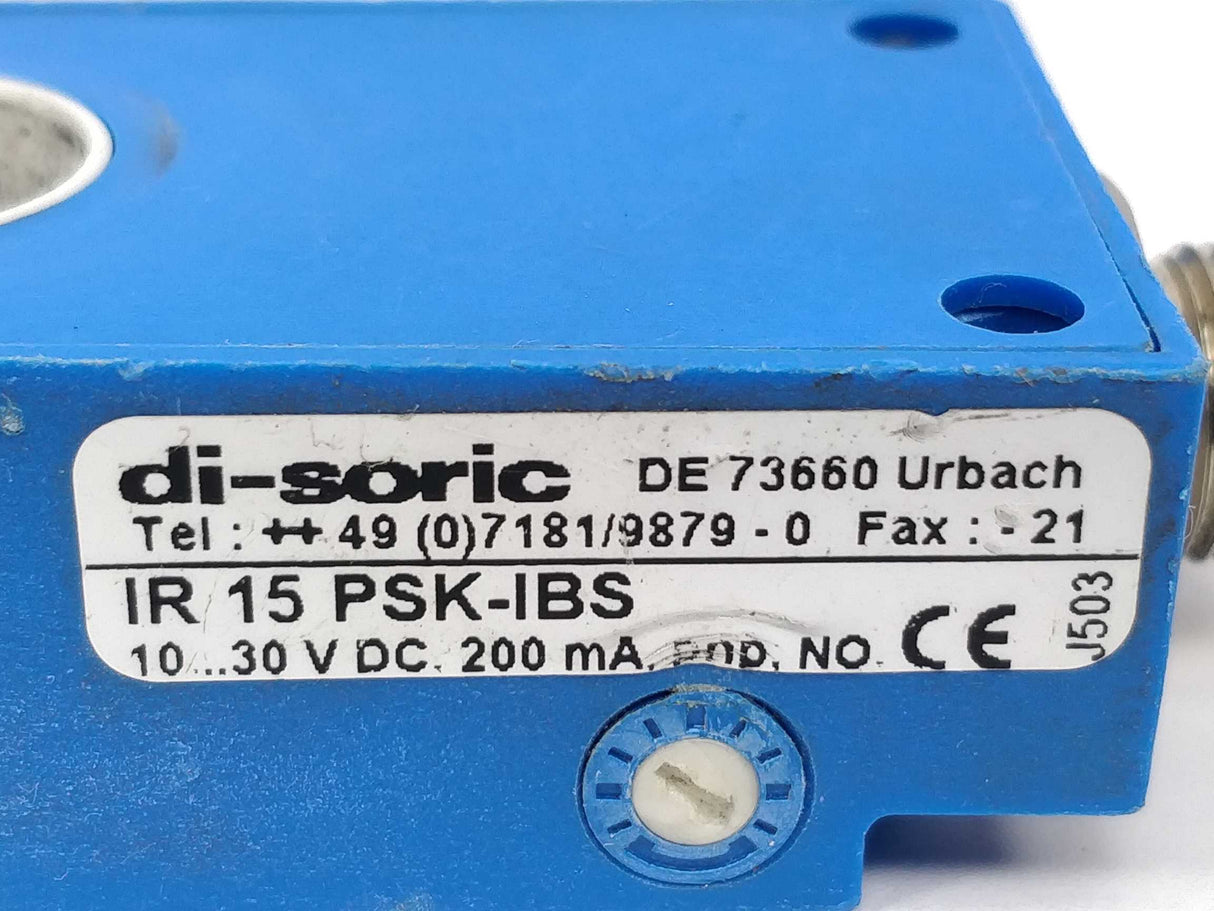 di-soric DE 73660 Urbach
Tel : ++ 49 (0)7181/9879 - 0 Fax : - 21
IR 15 PSK-IBS
10...30 V DC, 200 mA, NO. CE
J503